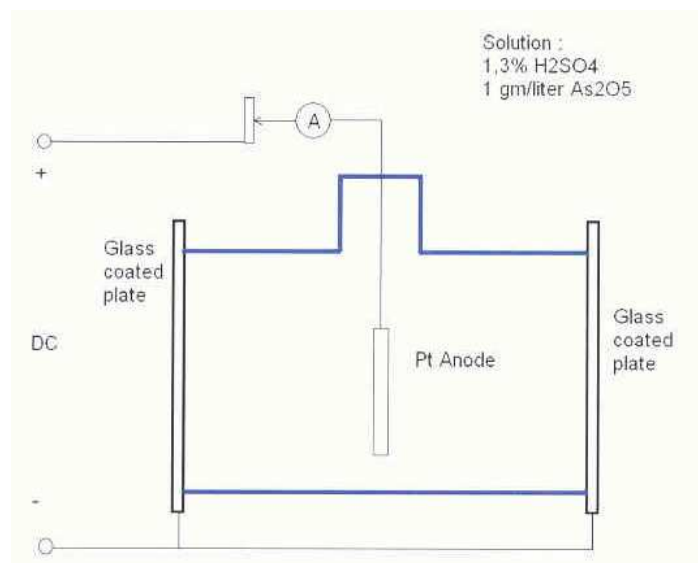 Solution :
1,3% H2SO4
1 gm/liter As2O5
A
+
Glass
coated
plate
Glass
coated
plate
DC
Pt Anode
-